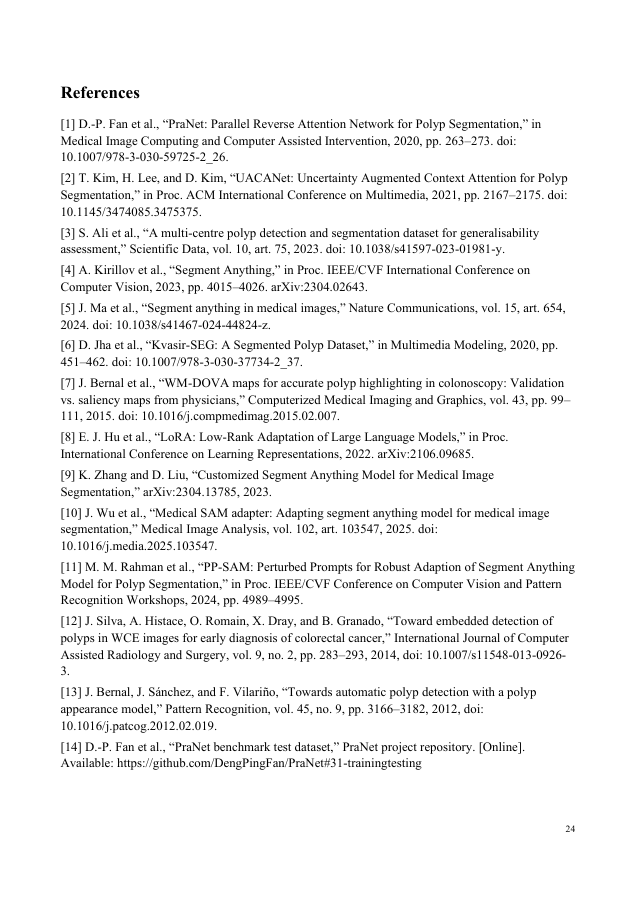 References
[1] D.-P. Fan et al., “PraNet: Parallel Reverse Attention Network for Polyp Segmentation,” in
Medical Image Computing and Computer Assisted Intervention, 2020, pp. 263–273. doi:
10.1007/978-3-030-59725-2_26.
[2] T. Kim, H. Lee, and D. Kim, “UACANet: Uncertainty Augmented Context Attention for Polyp
Segmentation,” in Proc. ACM International Conference on Multimedia, 2021, pp. 2167–2175. doi:
10.1145/3474085.3475375.
[3] S. Ali et al., “A multi-centre polyp detection and segmentation dataset for generalisability
assessment,” Scientific Data, vol. 10, art. 75, 2023. doi: 10.1038/s41597-023-01981-y.
[4] A. Kirillov et al., “Segment Anything,” in Proc. IEEE/CVF International Conference on
Computer Vision, 2023, pp. 4015–4026. arXiv:2304.02643.
[5] J. Ma et al., “Segment anything in medical images,” Nature Communications, vol. 15, art. 654,
2024. doi: 10.1038/s41467-024-44824-z.
[6] D. Jha et al., “Kvasir-SEG: A Segmented Polyp Dataset,” in Multimedia Modeling, 2020, pp.
451–462. doi: 10.1007/978-3-030-37734-2_37.
[7] J. Bernal et al., “WM-DOVA maps for accurate polyp highlighting in colonoscopy: Validation
vs. saliency maps from physicians,” Computerized Medical Imaging and Graphics, vol. 43, pp. 99–
111, 2015. doi: 10.1016/j.compmedimag.2015.02.007.
[8] E. J. Hu et al., “LoRA: Low-Rank Adaptation of Large Language Models,” in Proc.
International Conference on Learning Representations, 2022. arXiv:2106.09685.
[9] K. Zhang and D. Liu, “Customized Segment Anything Model for Medical Image
Segmentation,” arXiv:2304.13785, 2023.
[10] J. Wu et al., “Medical SAM adapter: Adapting segment anything model for medical image
segmentation,” Medical Image Analysis, vol. 102, art. 103547, 2025. doi:
10.1016/j.media.2025.103547.
[11] M. M. Rahman et al., “PP-SAM: Perturbed Prompts for Robust Adaption of Segment Anything
Model for Polyp Segmentation,” in Proc. IEEE/CVF Conference on Computer Vision and Pattern
Recognition Workshops, 2024, pp. 4989–4995.
[12] J. Silva, A. Histace, O. Romain, X. Dray, and B. Granado, “Toward embedded detection of
polyps in WCE images for early diagnosis of colorectal cancer,” International Journal of Computer
Assisted Radiology and Surgery, vol. 9, no. 2, pp. 283–293, 2014, doi: 10.1007/s11548-013-0926-
3.
[13] J. Bernal, J. Sánchez, and F. Vilariño, “Towards automatic polyp detection with a polyp
appearance model,” Pattern Recognition, vol. 45, no. 9, pp. 3166–3182, 2012, doi:
10.1016/j.patcog.2012.02.019.
[14] D.-P. Fan et al., “PraNet benchmark test dataset,” PraNet project repository. [Online].
Available: https://github.com/DengPingFan/PraNet#31-trainingtesting
24